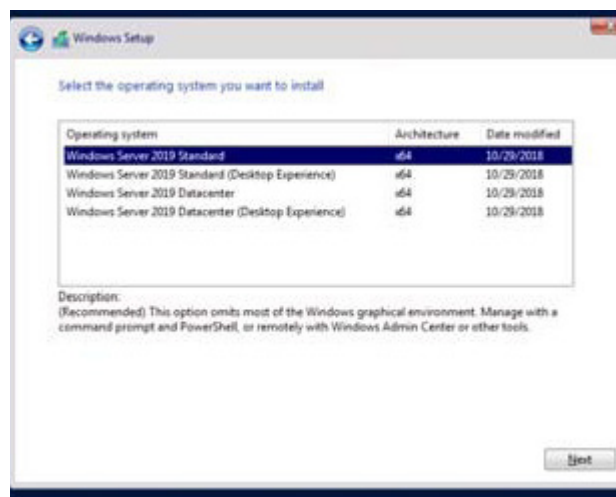 Windows Setup
Select the operating system you want to install
Operating system Architecture Date modified
Windows Server 2019 Standard x64 10/29/2018
Windows Server 2019 Standard (Desktop Experience) x64 10/29/2018
Windows Server 2019 Datacenter x64 10/29/2018
Windows Server 2019 Datacenter (Desktop Experience) x64 10/29/2018
Description:
(Recommended) This option omits most of the Windows graphical environment. Manage with a
command prompt and PowerShell, or remotely with Windows Admin Center or other tools.
Next